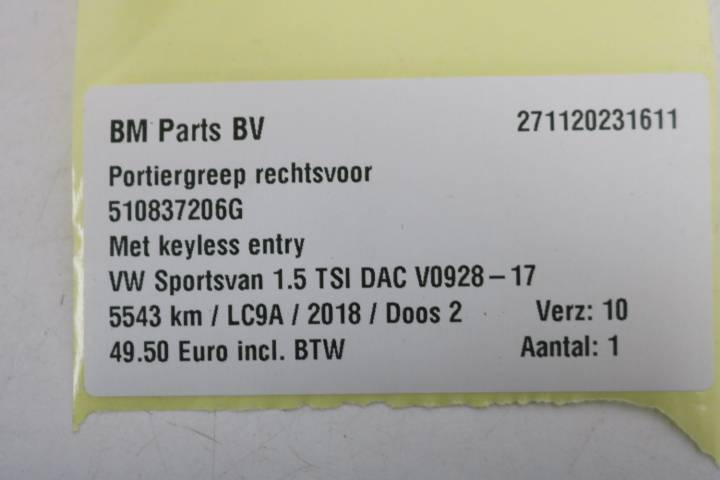 BM Parts BV 271120231611
Portiergreep rechtsvoor
510837206G
Met keyless entry
VW Sportsvan 1.5 TSI DAC V0928-17
5543 km / LC9A / 2018 / Doos 2 Verz: 10
49.50 Euro incl. BTW Aantal: 1